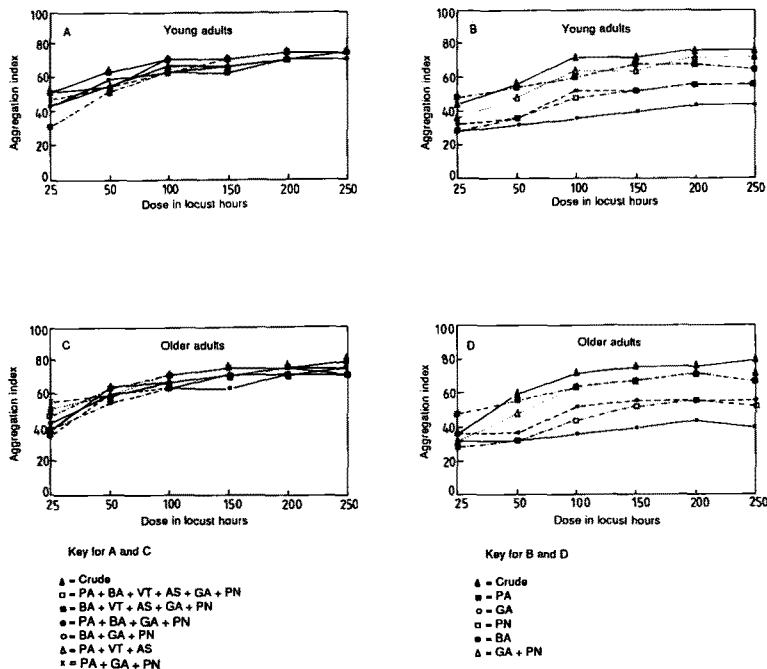 A Young adults
100
80
60
40
20
0
Aggregation index
25 50 100 150 200 250
Dose in locust hours
B Young adults
100
80
60
40
20
0
Aggregation index
25 50 100 150 200 250
Dose in locust hours
C Older adults
100
80
60
40
20
0
Aggregation index
25 50 100 150 200 250
Dose in locust hours
D Older adults
100
80
60
40
20
0
Aggregation index
25 50 100 150 200 250
Dose in locust hours
Key for A and C
= Crude
= PA + BA + VT + AS + GA + PN
= BA + VT + AS + GA + PN
= PA + BA + GA + PN
= BA + GA + PN
= PA + VT + AS
= PA + GA + PN
Key for B and D
= Crude
= PA
= GA
= PN
= BA
= GA + PN